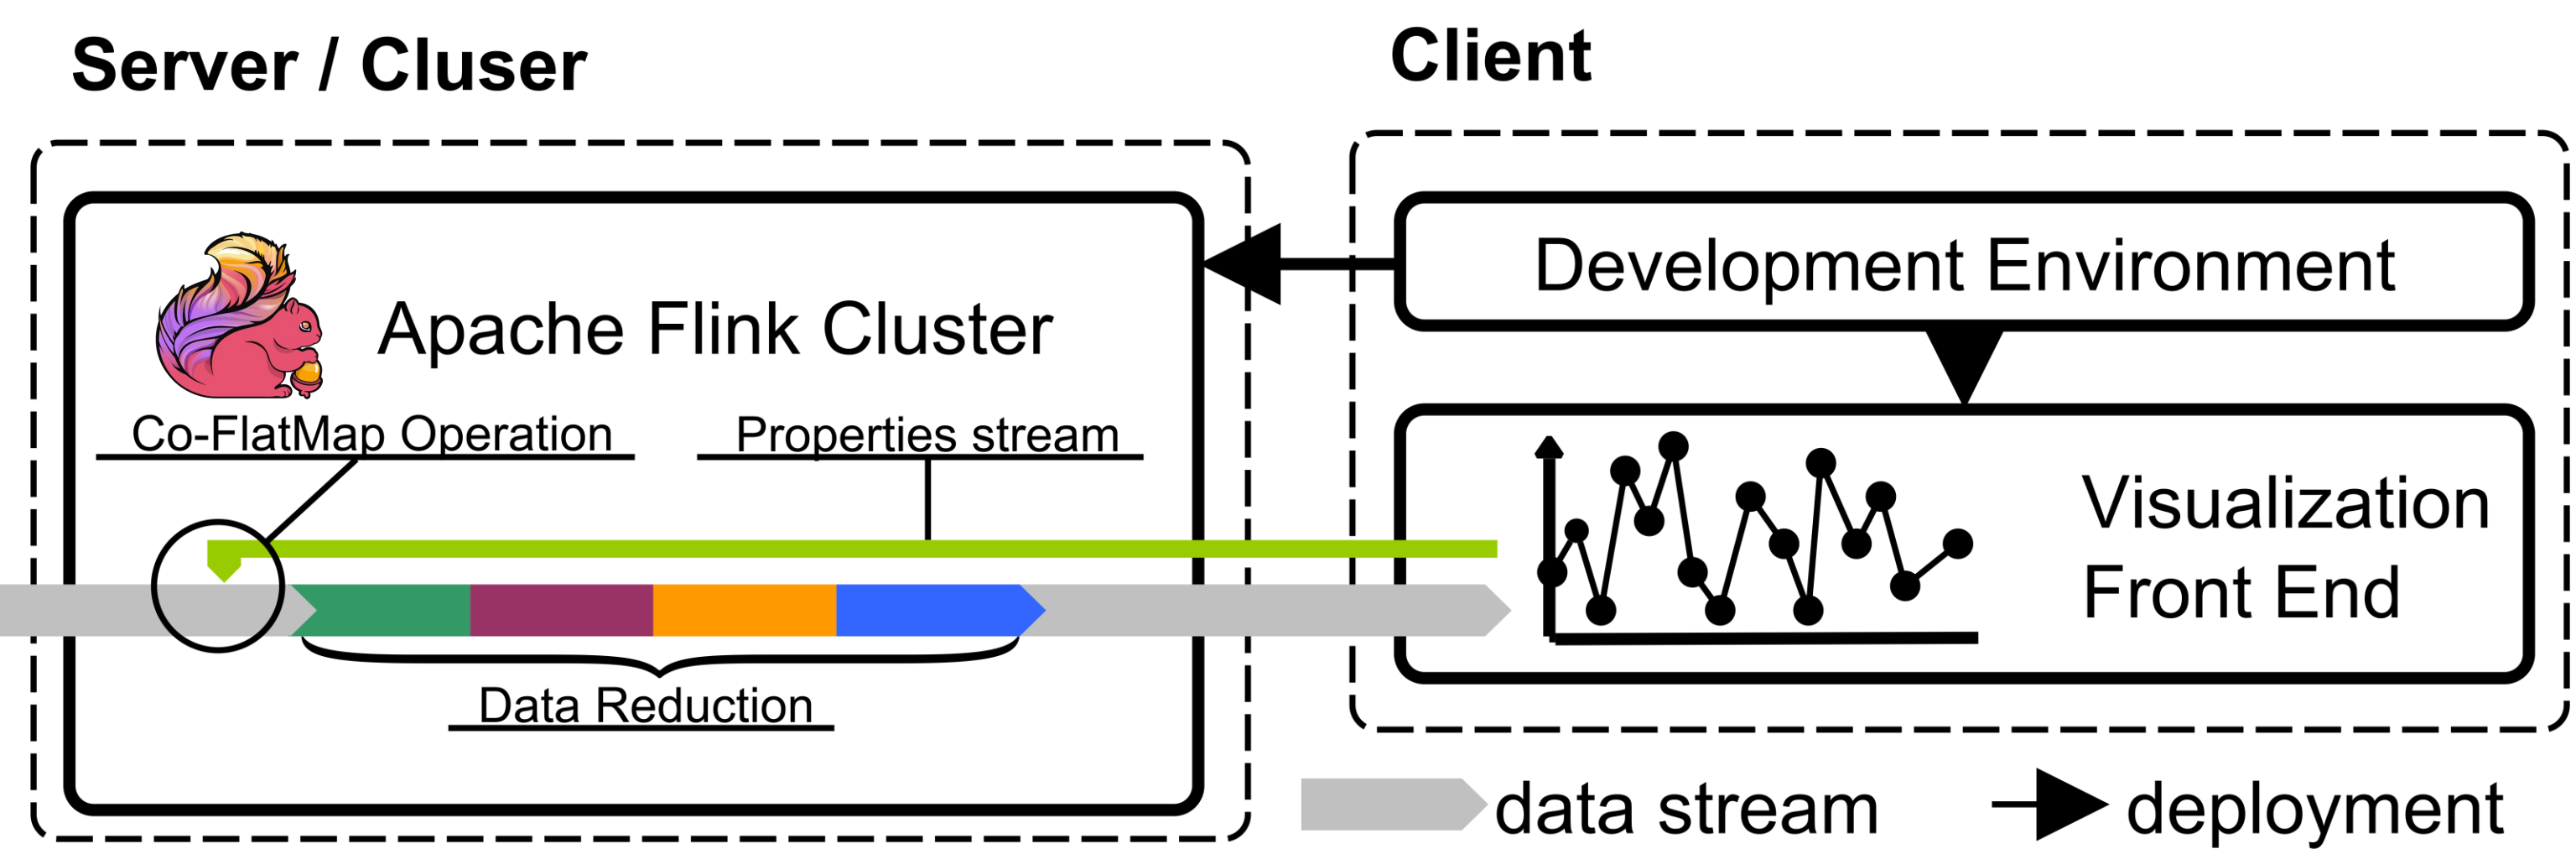 Server / Cluser
Client
Apache Flink Cluster
Co-FlatMap Operation
Properties stream
Data Reduction
Development Environment
Visualization
Front End
data stream
deployment